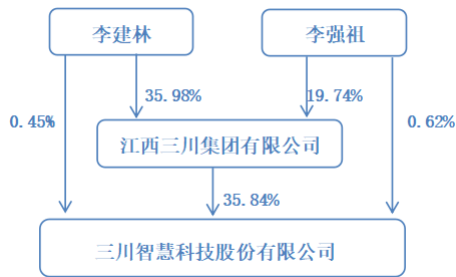 李建林
李强祖
35.98%
19.74%
0.45%
0.62%
江西三川集团有限公司
35.84%
三川智慧科技股份有限公司